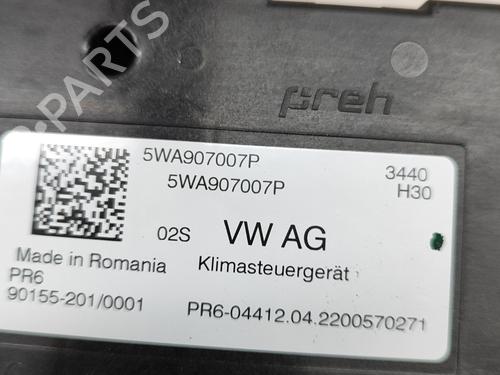 B-PARTS
preh
5WA907007P
5WA907007P
3440
H30
02S
VW AG
Made in Romania
Klimasteuergerät
PR6
90155-201/0001
PR6-04412.04.2200570271